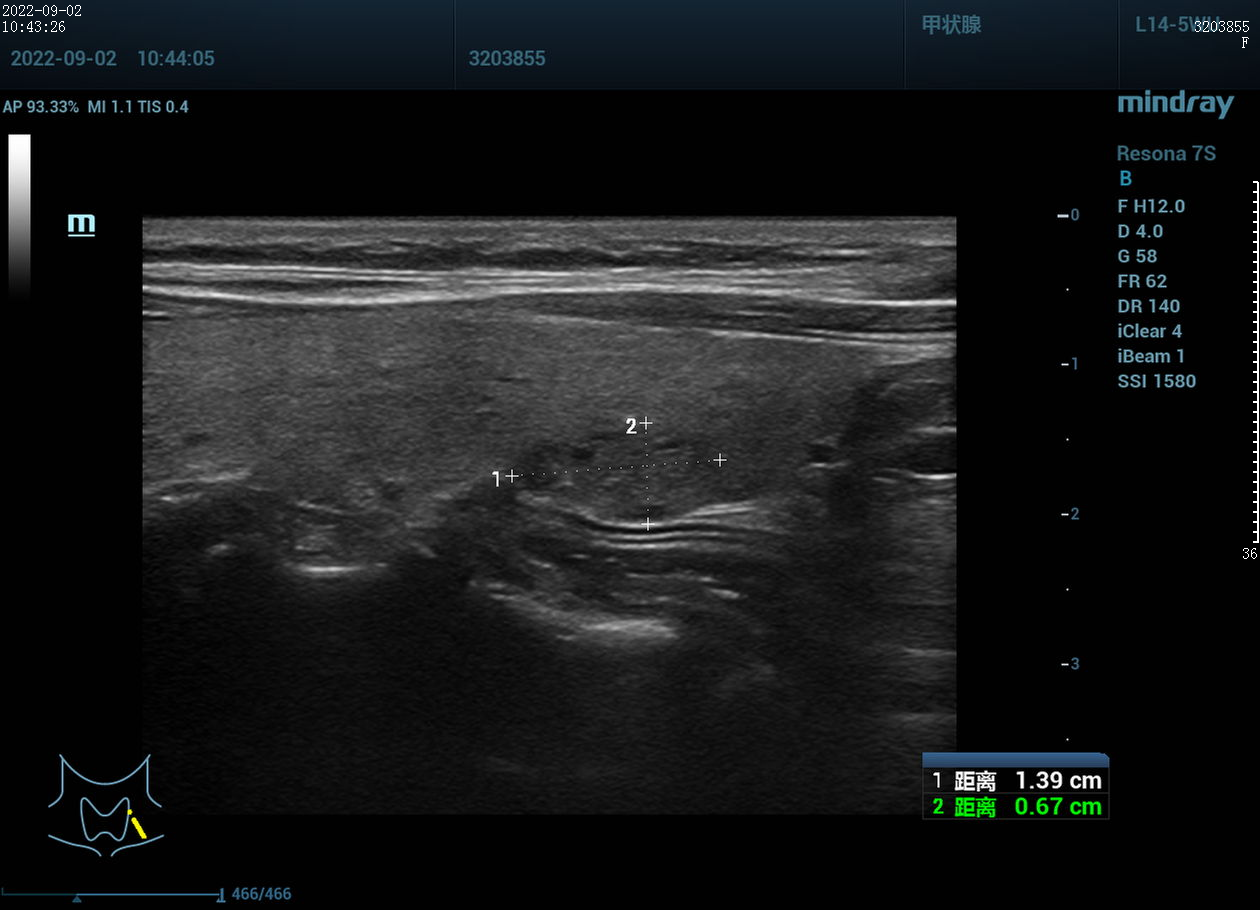 2022-09-02
10:43:26
2022-09-02 10:44:05
3203855
甲状腺
L14-5W
3203855
F
AP 93.33% MI 1.1 TIS 0.4
mindray
Resona 7S
B
F H12.0
D 4.0
G 58
FR 62
DR 140
iClear 4
iBeam 1
SSI 1580
m
0
1
2
3
36
2
1
1 距离 1.39 cm
2 距离 0.67 cm
466/466